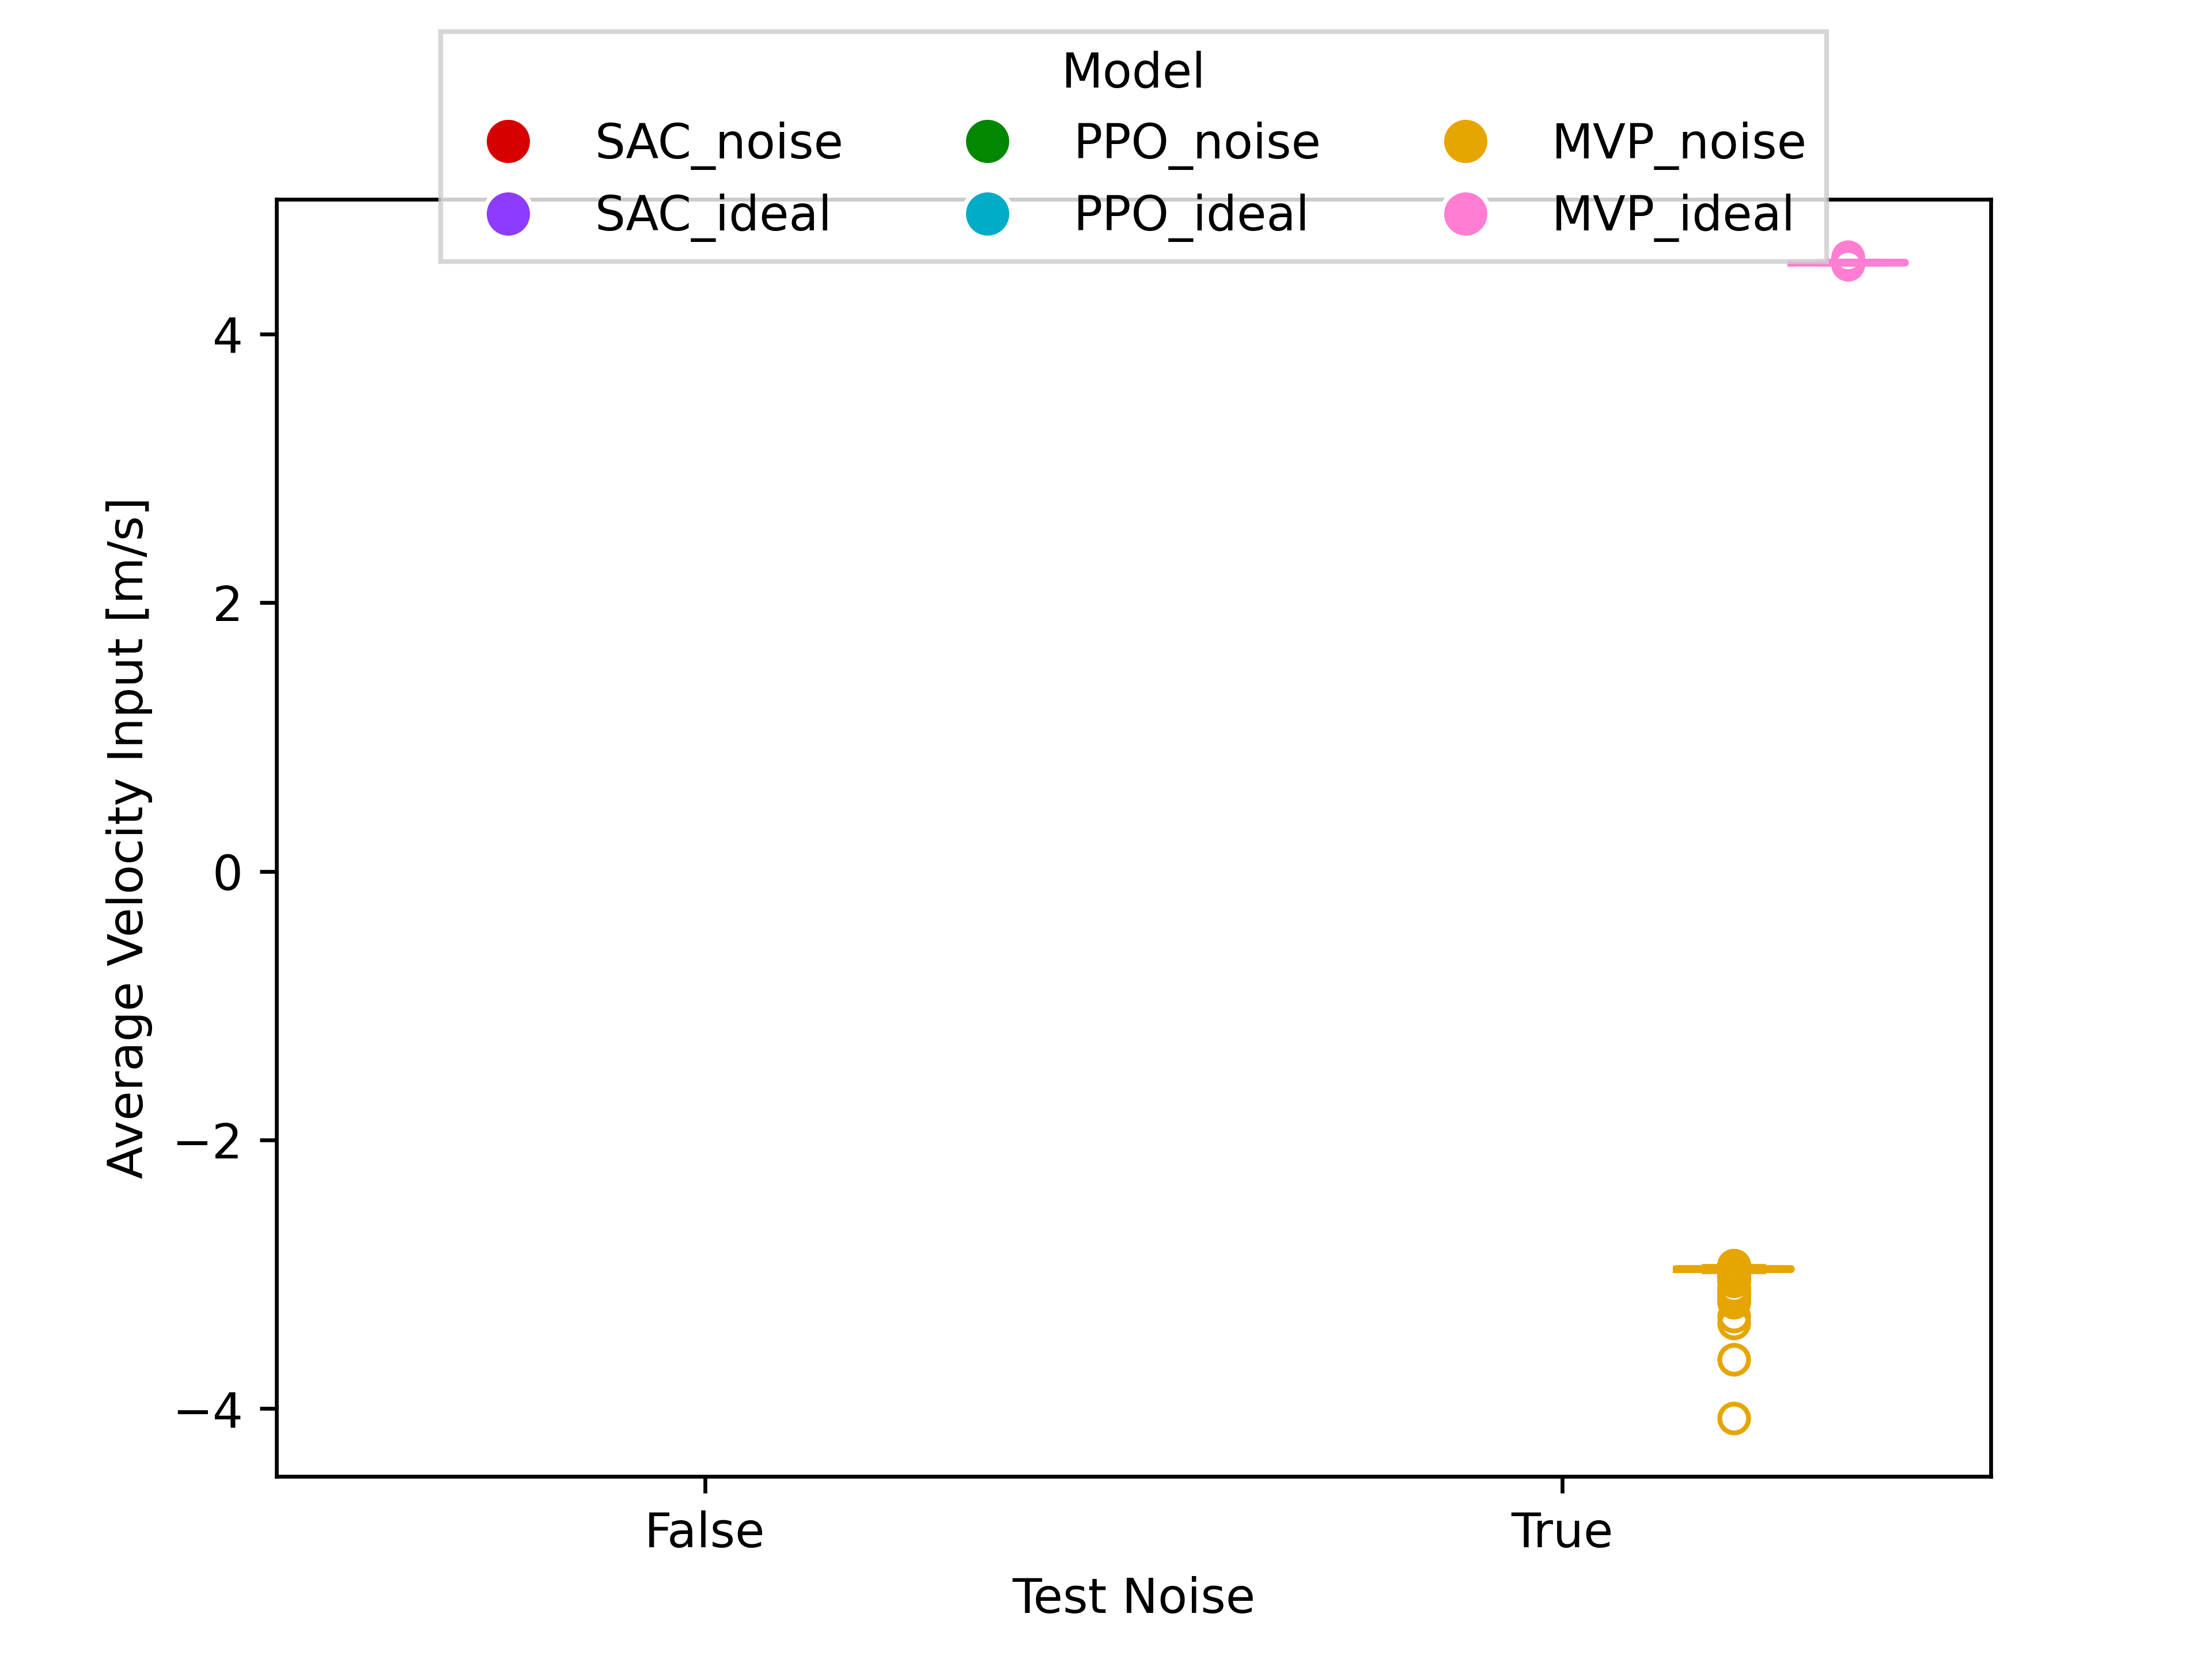 Model
SAC_noise PPO_noise MVP_noise
SAC_ideal PPO_ideal MVP_ideal
4
2
0
−2
−4
Average Velocity Input [m/s]
False True
Test Noise